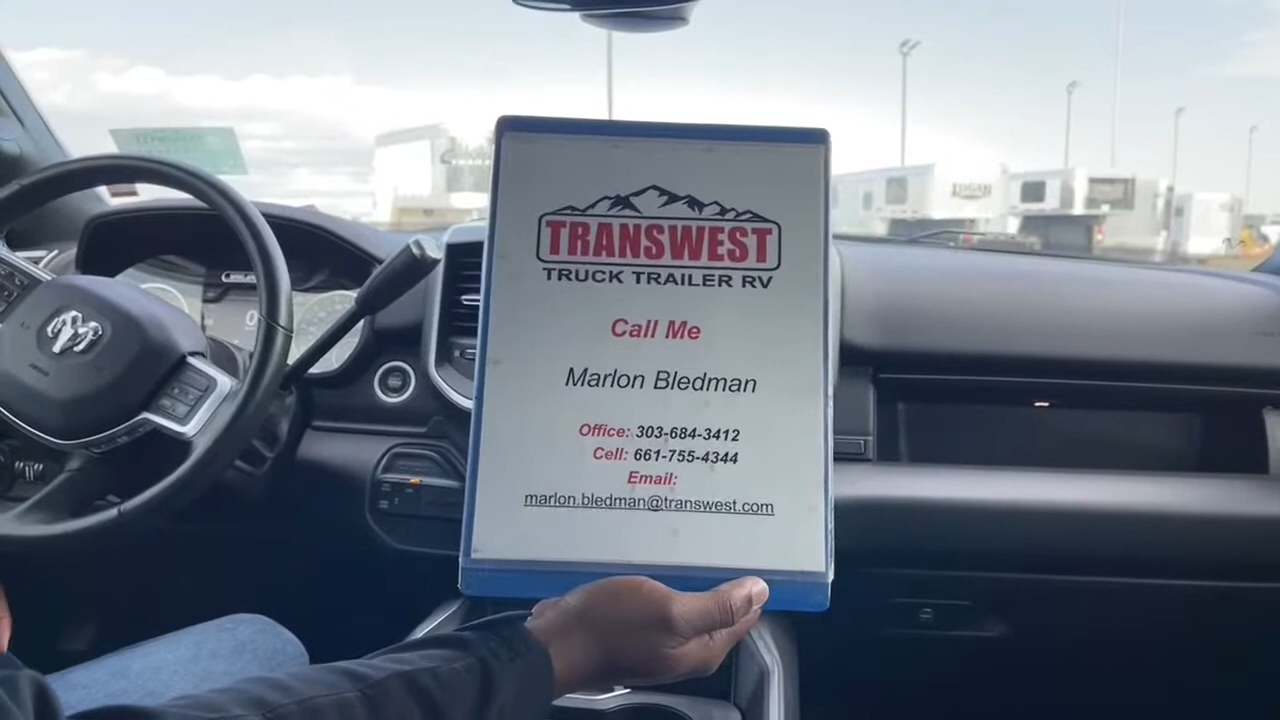 TRANSWEST
TRUCK TRAILER RV
Call Me
Marlon Bledman
Office: 303-684-3412
Cell: 661-755-4344
Email:
marlon.bledman@transwest.com